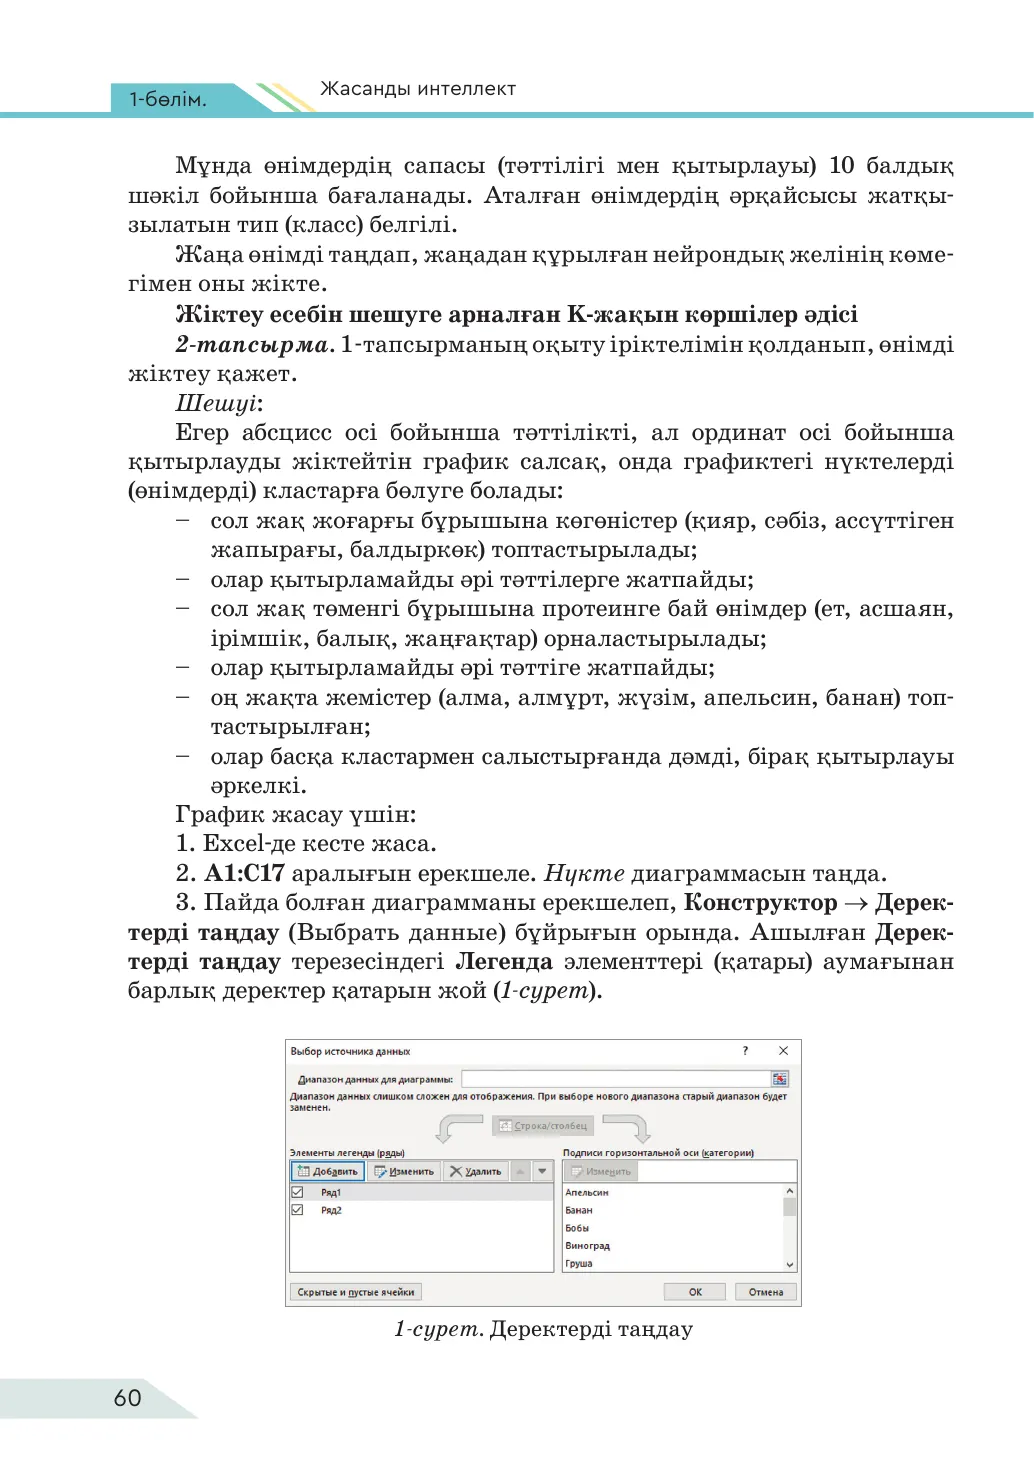 1-бөлім.
Жасанды интеллект
Мұнда өнімдердің сапасы (тәттілігі мен қытырлауы) 10 балдық
шәкіл бойынша бағаланады. Аталған өнімдердің әрқайсысы жатқы-
зылатын тип (класс) белгілі.
Жаңа өнімді таңдап, жаңадан құрылған нейрондық желінің көме-
гімен оны жікте.
Жіктеу есебін шешуге арналған K-жақын көршілер әдісі
2-тапсырма. 1-тапсырманың оқыту іріктелімін қолданып, өнімді
жіктеу қажет.
Шешуі:
Егер абсцисс осі бойынша тәттілікті, ал ординат осі бойынша
қытырлауды жіктейтін график салсақ, онда графиктегі нүктелерді
(өнімдерді) кластарға бөлуге болады:
– сол жақ жоғарғы бұрышына көгөністер (қияр, сәбіз, ассүттіген
жапырағы, балдыркөк) топтастырылады;
– олар қытырламайды әрі тәттілерге жатпайды;
– сол жақ төменгі бұрышына протеинге бай өнімдер (ет, асшаян,
ірімшік, балық, жаңғақтар) орналастырылады;
– олар қытырламайды әрі тәттіге жатпайды;
– оң жақта жемістер (алма, алмұрт, жүзім, апельсин, банан) топ-
тастырылған;
– олар басқа кластармен салыстырғанда дәмді, бірақ қытырлауы
әркелкі.
График жасау үшін:
1. Excel-де кесте жаса.
2. A1:C17 аралығын ерекшеле. Нүкте диаграммасын таңда.
3. Пайда болған диаграмманы ерекшелеп, Конструктор → Дерек-
терді таңдау (Выбрать данные) бұйрығын орында. Ашылған Дерек-
терді таңдау терезесіндегі Легенда элементтері (қатары) аумағынан
барлық деректер қатарын жой (1-сурет).
Выбор источника данных ? ×
Диапазон данных для диаграммы:
Диапазон данных слишком сложен для отображения. При выборе нового диапазона старый диапазон будет
заменен.
Строка/столбец
Элементы легенды (ряды)
Добавить Изменить Удалить
Ряд1
Ряд2
Подписи горизонтальной оси (категории)
Изменить
Апельсин
Банан
Бобы
Виноград
Груша
Скрытые и пустые ячейки
ОК Отмена
1-сурет. Деректерді таңдау
60